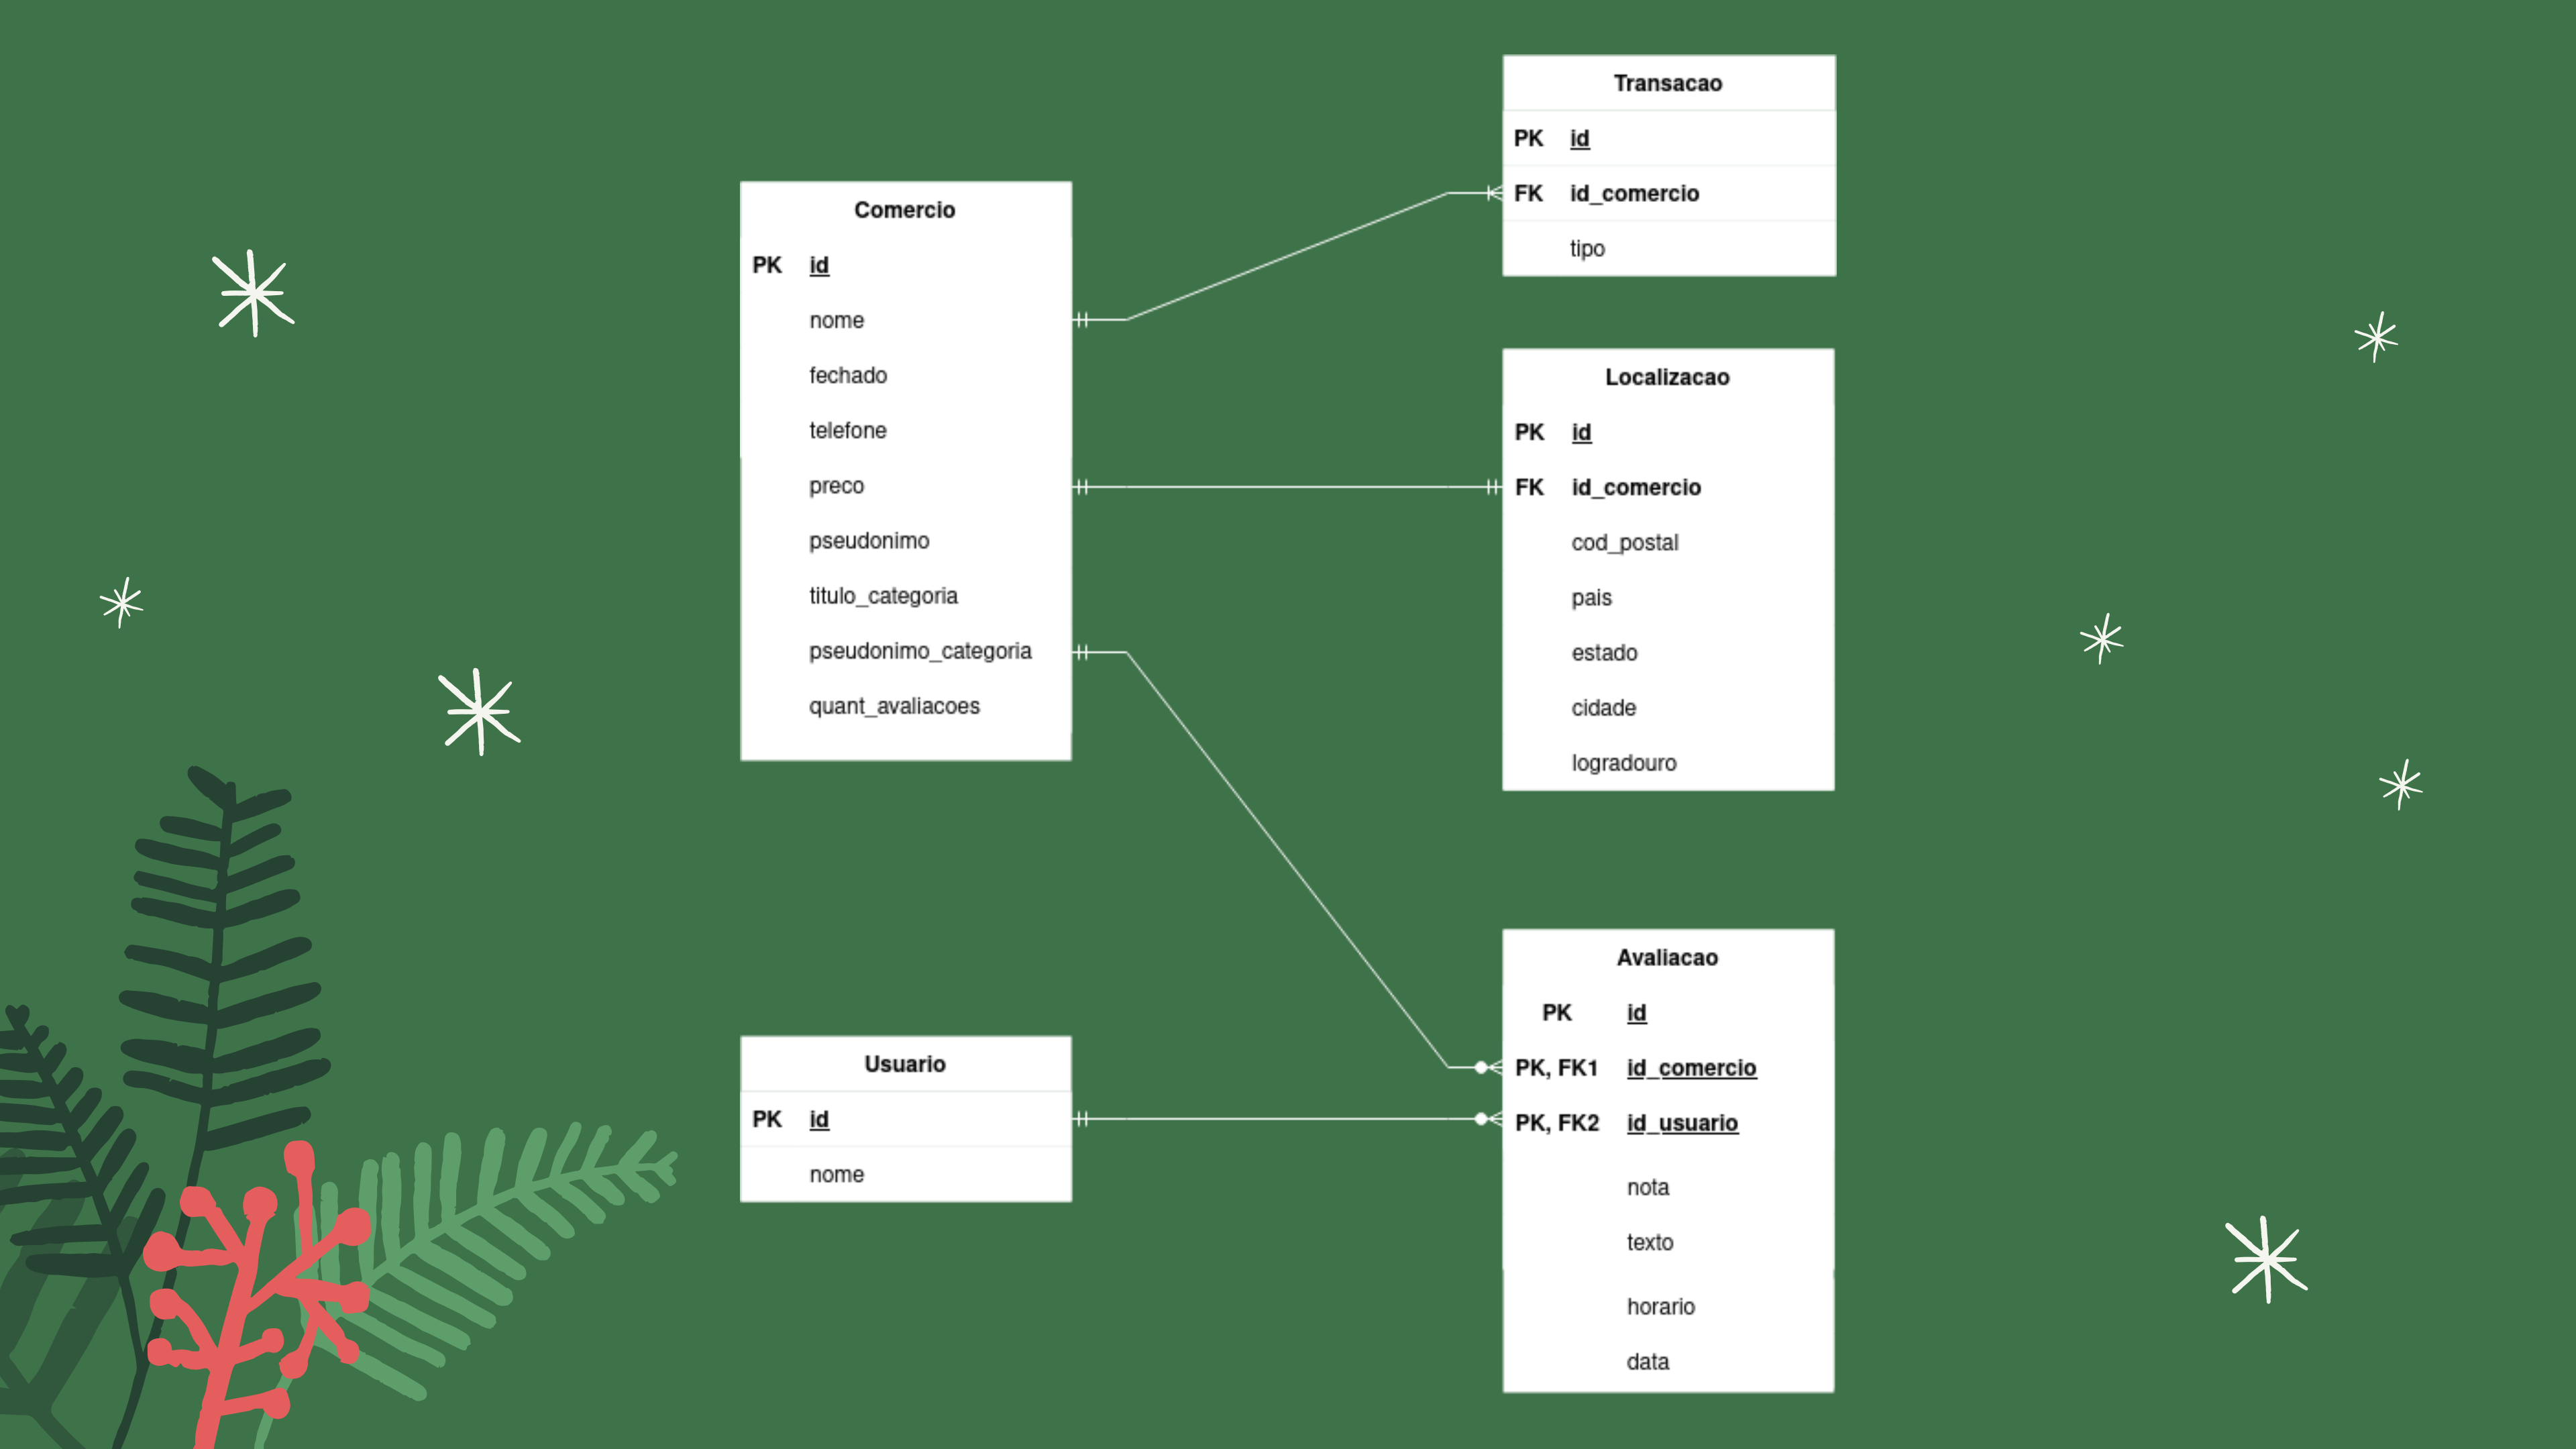 Comercio
PK id
nome
fechado
telefone
preco
pseudonimo
titulo_categoria
pseudonimo_categoria
quant_avaliacoes
Usuario
PK id
nome
Transacao
PK id
FK id_comercio
tipo
Localizacao
PK id
FK id_comercio
cod_postal
pais
estado
cidade
logradouro
Avaliacao
PK id
PK, FK1 id_comercio
PK, FK2 id_usuario
nota
texto
horario
data